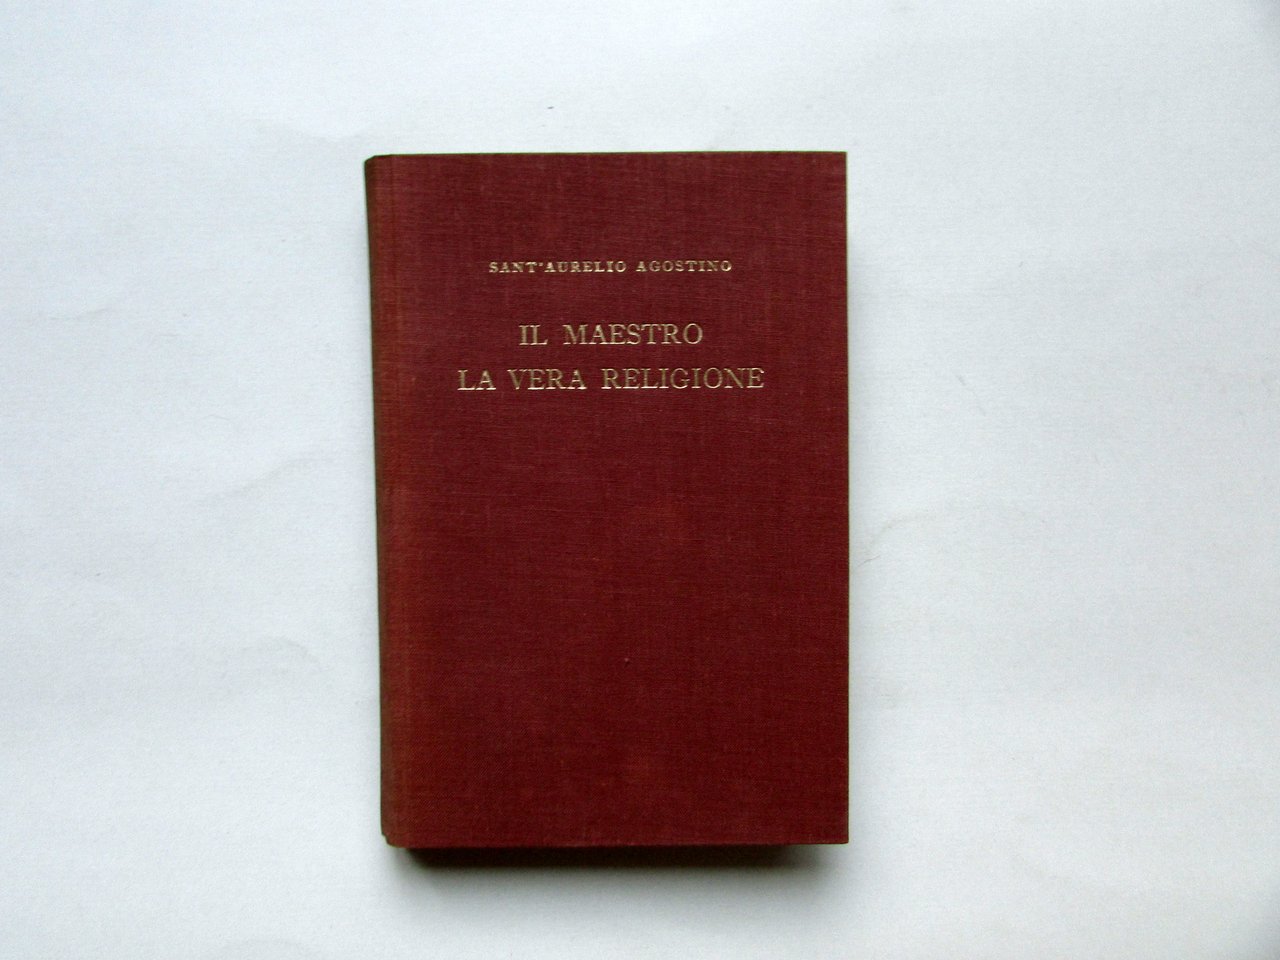 SANT'AURELIO AGOSTINO
IL MAESTRO
LA VERA RELIGIONE